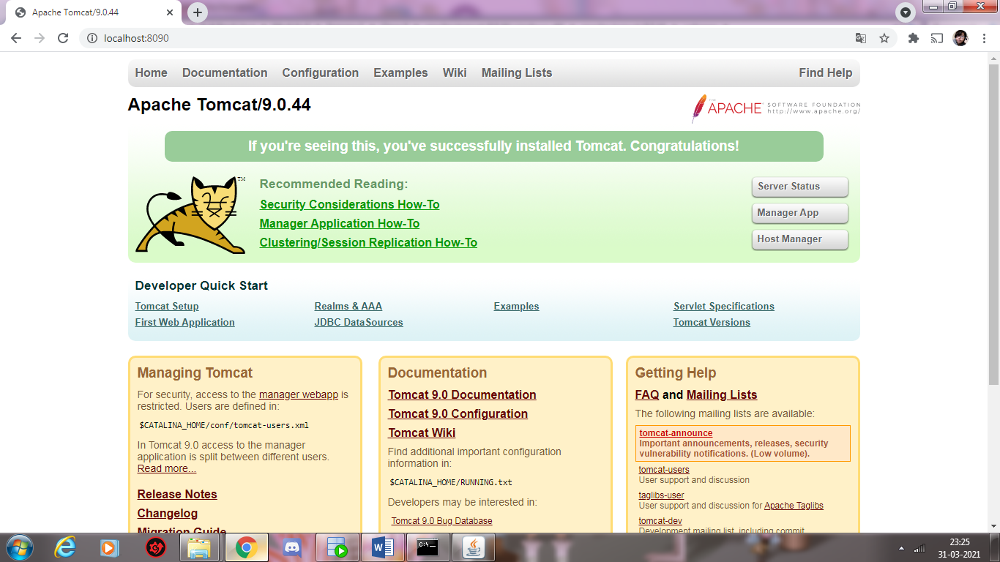 Apache Tomcat/9.0.44
localhost:8090
Home Documentation Configuration Examples Wiki Mailing Lists Find Help
Apache Tomcat/9.0.44
THE APACHE® SOFTWARE FOUNDATION
http://www.apache.org/
If you're seeing this, you've successfully installed Tomcat. Congratulations!
TM
Recommended Reading:
Security Considerations How-To
Manager Application How-To
Clustering/Session Replication How-To
Server Status
Manager App
Host Manager
Developer Quick Start
Tomcat Setup
First Web Application
Realms & AAA
JDBC DataSources
Examples
Servlet Specifications
Tomcat Versions
Managing Tomcat
For security, access to the manager webapp is
restricted. Users are defined in:
$CATALINA_HOME/conf/tomcat-users.xml
In Tomcat 9.0 access to the manager
application is split between different users.
Read more...
Release Notes
Changelog
Migration Guide
Documentation
Tomcat 9.0 Documentation
Tomcat 9.0 Configuration
Tomcat Wiki
Find additional important configuration
information in:
$CATALINA_HOME/RUNNING.txt
Developers may be interested in:
Tomcat 9.0 Bug Database
Getting Help
FAQ and Mailing Lists
The following mailing lists are available:
tomcat-announce
Important announcements, releases, security
vulnerability notifications. (Low volume).
tomcat-users
User support and discussion
taglibs-user
User support and discussion for Apache Taglibs
tomcat-dev
Development mailing list, including commit
23:25
31-03-2021